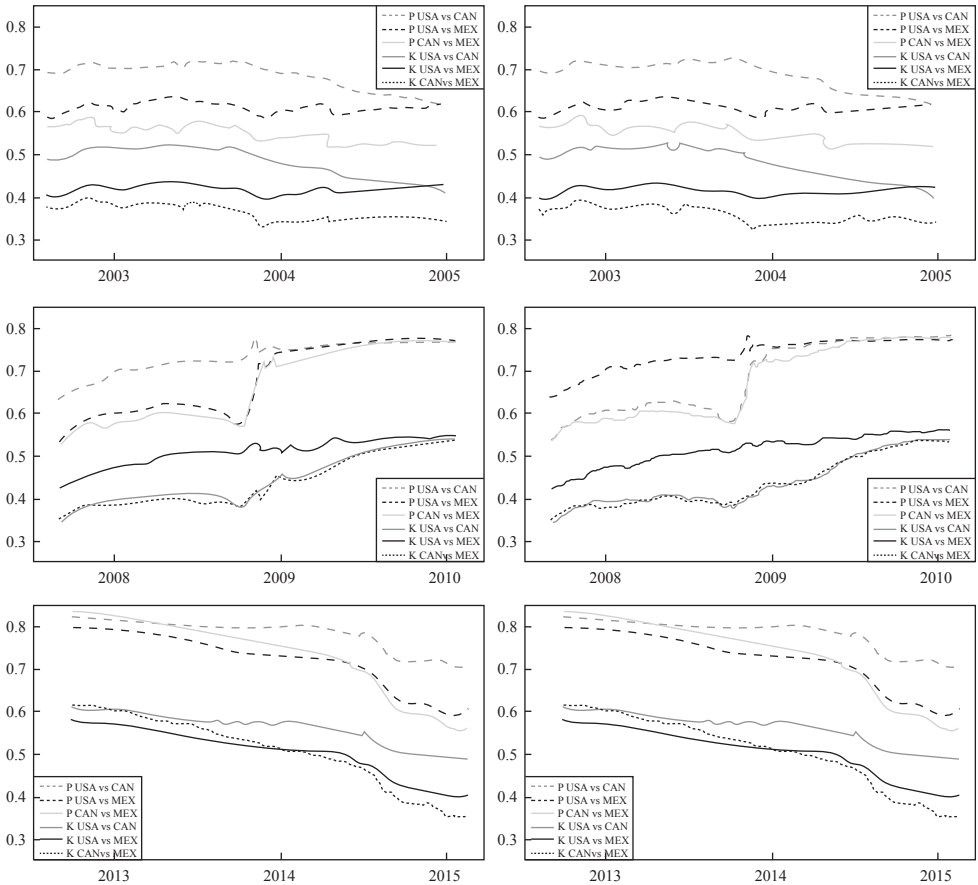 0.8
0.7
0.6
0.5
0.4
0.3
P USA vs CAN
P USA vs MEX
P CAN vs MEX
K USA vs CAN
K USA vs MEX
K CANvs MEX
2003
2004
2005
0.8
0.7
0.6
0.5
0.4
0.3
P USA vs CAN
P USA vs MEX
P CAN vs MEX
K USA vs CAN
K USA vs MEX
K CANvs MEX
2003
2004
2005
0.8
0.7
0.6
0.5
0.4
0.3
P USA vs CAN
P USA vs MEX
P CAN vs MEX
K USA vs CAN
K USA vs MEX
K CAN vs MEX
2008
2009
2010
0.8
0.7
0.6
0.5
0.4
0.3
P USA vs CAN
P USA vs MEX
P CAN vs MEX
K USA vs CAN
K USA vs MEX
K CAN vs MEX
2008
2009
2010
0.8
0.7
0.6
0.5
0.4
0.3
P USA vs CAN
P USA vs MEX
P CAN vs MEX
K USA vs CAN
K USA vs MEX
K CANvs MEX
2013
2014
2015
0.8
0.7
0.6
0.5
0.4
0.3
P USA vs CAN
P USA vs MEX
P CAN vs MEX
K USA vs CAN
K USA vs MEX
K CANvs MEX
2013
2014
2015